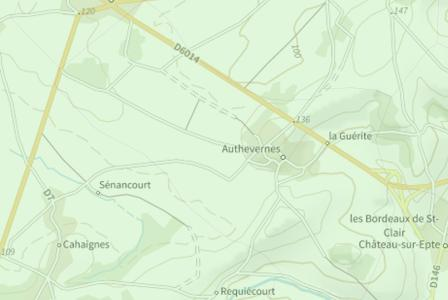 120
147
D6014
100
136
la Guérite
Authevernes
Sénancourt
D7
les Bordeaux de St-
Clair
Cahaignes
Château-sur-Epte
109
D146
Requiécourt